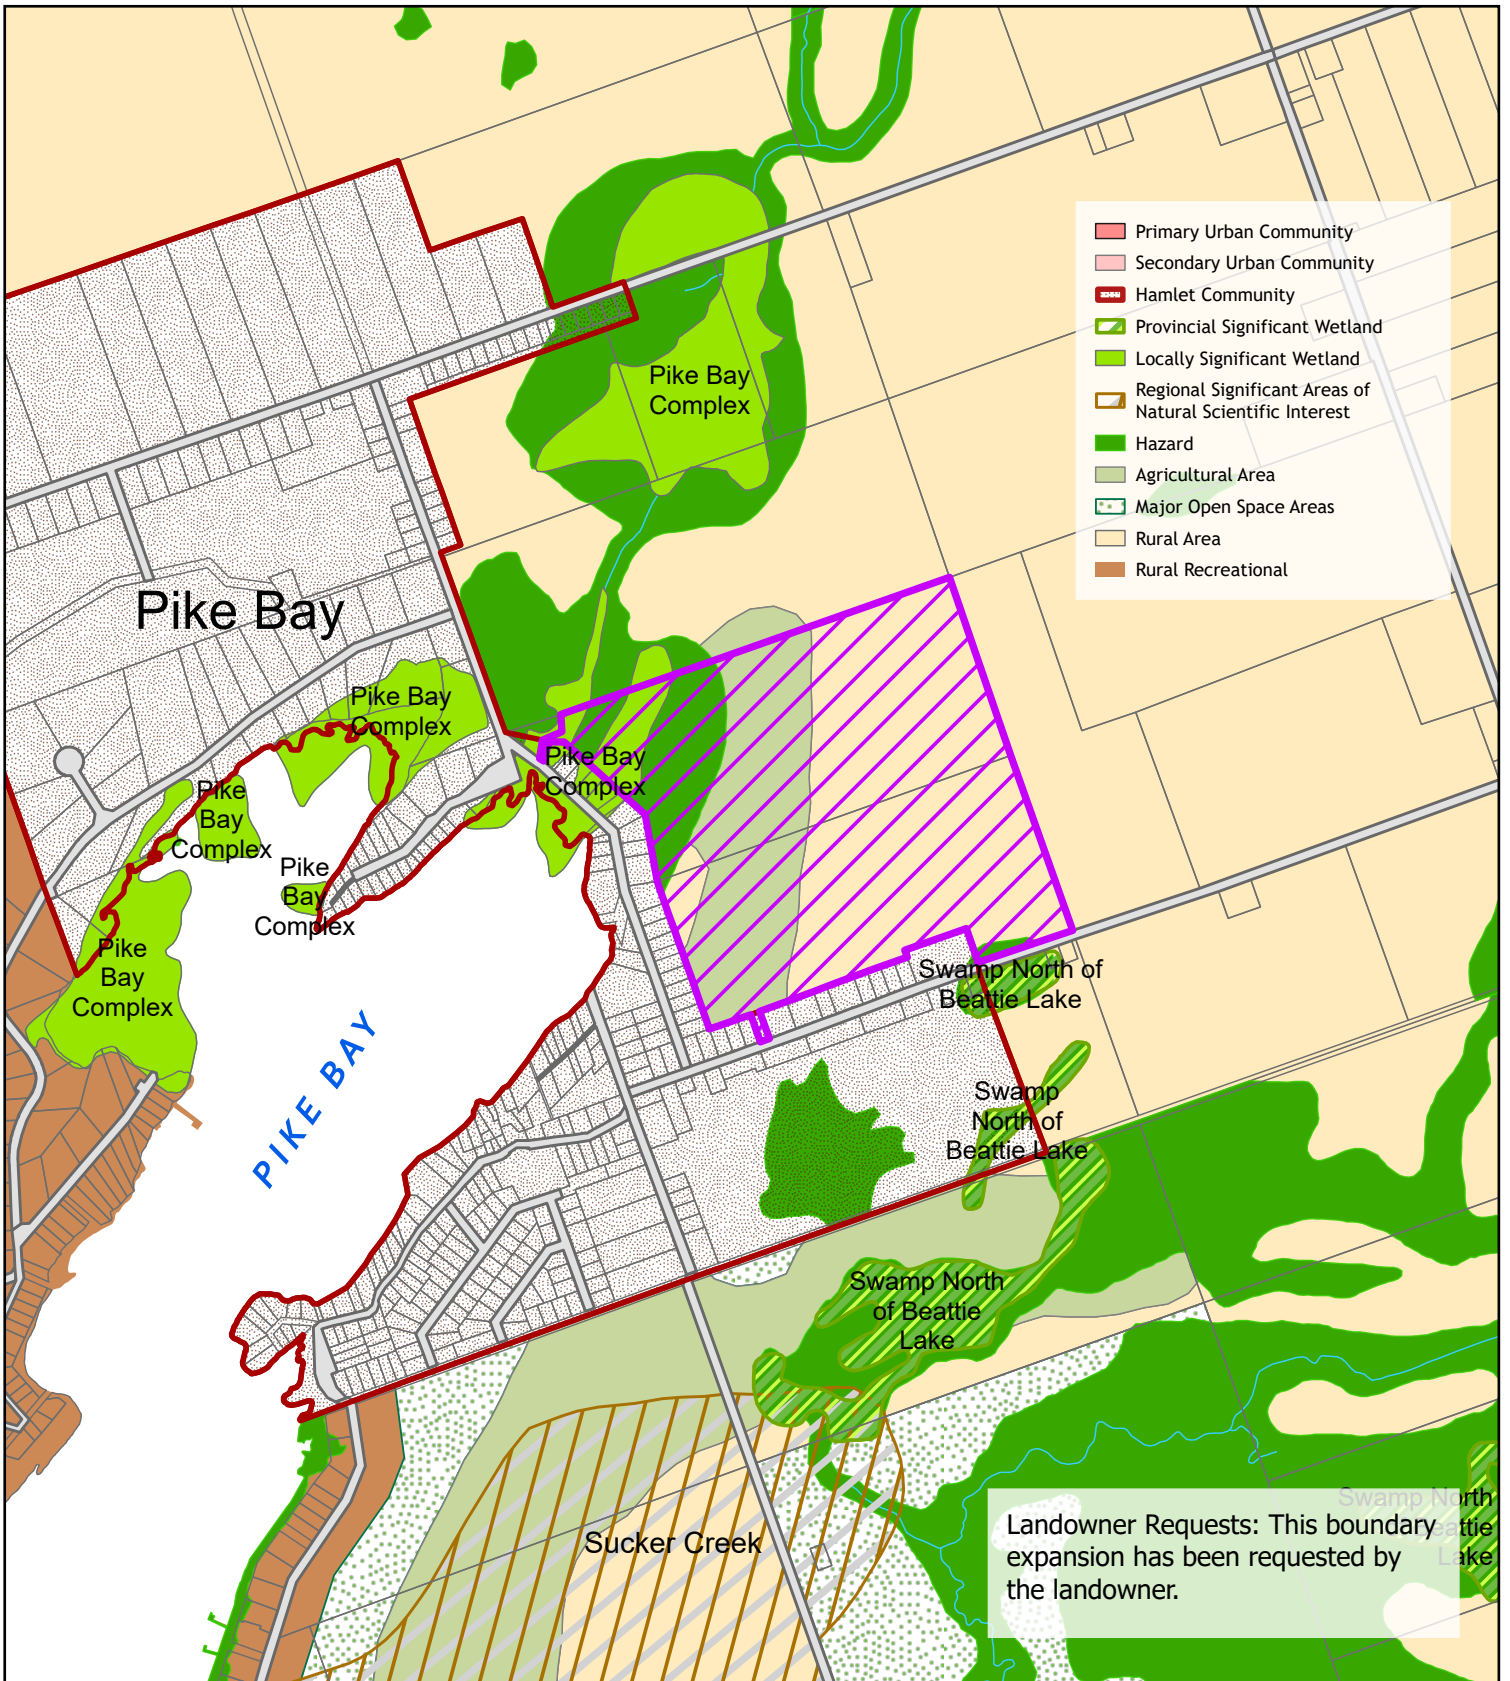 Primary Urban Community
Secondary Urban Community
Hamlet Community
Provincial Significant Wetland
Locally Significant Wetland
Regional Significant Areas of
Natural Scientific Interest
Hazard
Agricultural Area
Major Open Space Areas
Rural Area
Rural Recreational
Pike Bay
Complex
Pike Bay
Pike Bay
Complex
Pike Bay
Complex
Pike
Bay
Complex
Pike
Bay
Complex
Pike
Bay
Complex
Swamp North of
Beattie Lake
PIKE BAY
Swamp
North of
Beattie Lake
Swamp North
of Beattie
Lake
Sucker Creek
Swamp North
Beattie
Lake
Landowner Requests: This boundary
expansion has been requested by
the landowner.